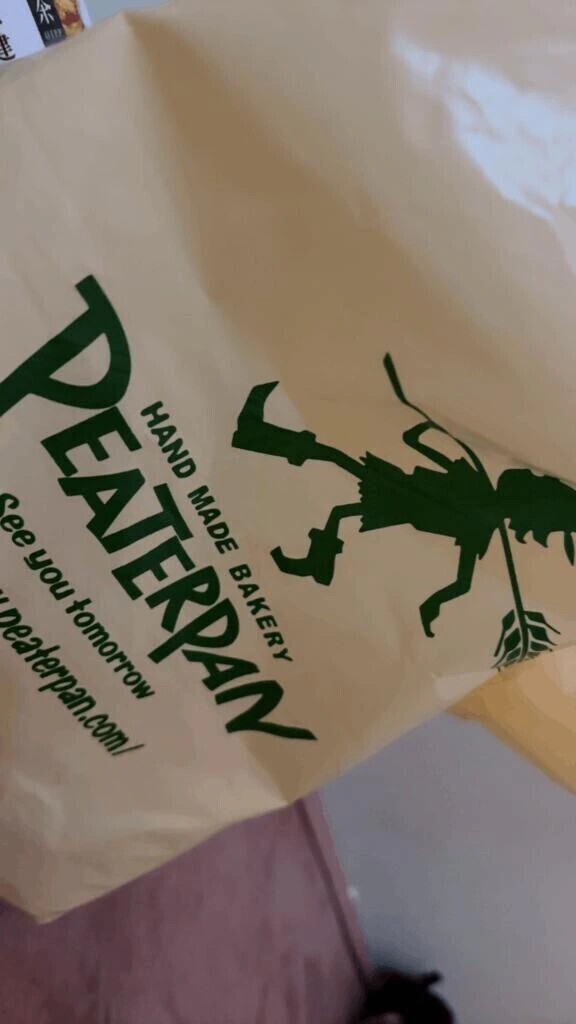 HAND MADE BAKERY
PEATERPAN
See you tomorrow
peaterpan.com/